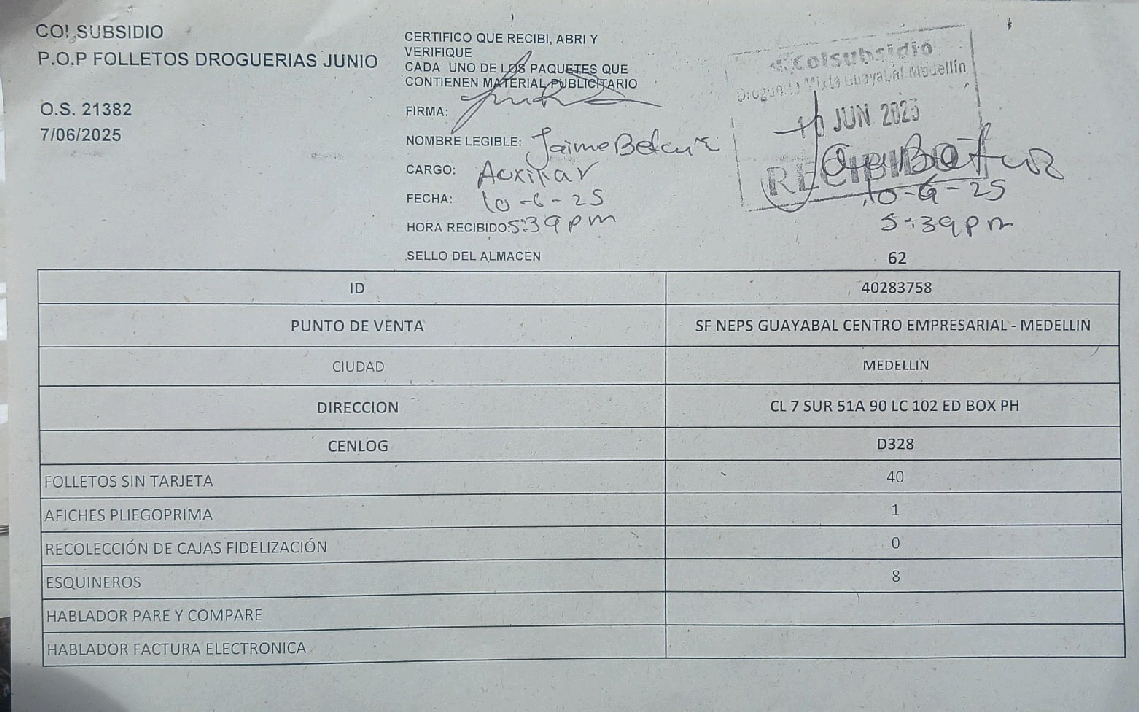 COLSUBSIDIO
P.O.P FOLLETOS DROGUERIAS JUNIO
O.S. 21382
7/06/2025
CERTIFICO QUE RECIBI, ABRI Y
VERIFIQUE
CADA UNO DE LOS PAQUETES QUE
CONTIENEN MATERIAL PUBLICITARIO
FIRMA:
NOMBRE LEGIBLE: Jaime
CARGO: Auxiliar
FECHA: 10-6-25
HORA RECIBIDO: 5:39 pm
SELLO DEL ALMACEN
Colsubsidio
Guayabal Medellín
10 JUN 2025
RECIBIDO
10-6-25
5:39 pm
62
ID 40283758
PUNTO DE VENTA SF NEPS GUAYABAL CENTRO EMPRESARIAL - MEDELLIN
CIUDAD MEDELLIN
DIRECCION CL 7 SUR 51A 90 LC 102 ED BOX PH
CENLOG D328
FOLLETOS SIN TARJETA 40
AFICHES PLIEGOPRIMA 1
RECOLECCIÓN DE CAJAS FIDELIZACIÓN 0
ESQUINEROS 8
HABLADOR PARE Y COMPARE
HABLADOR FACTURA ELECTRONICA